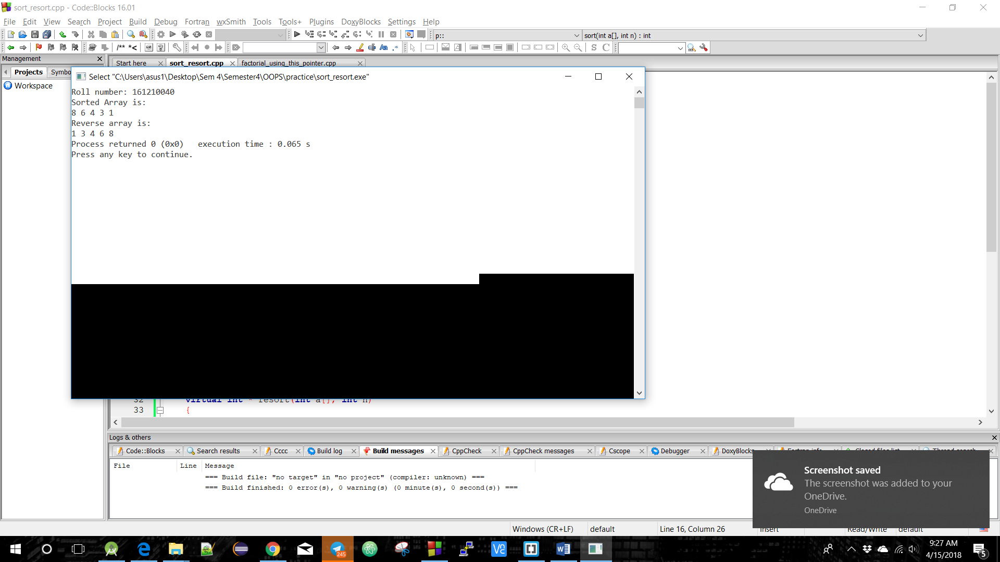 sort_resort.cpp - Code::Blocks 16.01
File Edit View Search Project Build Debug Fortran wxSmith Tools Tools+ Plugins DoxyBlocks Settings Help
p:: sort(int a[], int n) : int
/** *<
Aa .*
S C
Management
Start here sort_resort.cpp factorial_using_this_pointer.cpp
Projects Symbo
Workspace
Select "C:\Users\asus1\Desktop\Sem 4\Semester4\OOPS\practice\sort_resort.exe"
Roll number: 161210040
Sorted Array is:
8 6 4 3 1
Reverse array is:
1 3 4 6 8
Process returned 0 (0x0)   execution time : 0.065 s
Press any key to continue.
32 virtual int * resort(int a[], int n)
33 {
Logs & others
Code::Blocks Search results Cccc Build log Build messages CppCheck CppCheck messages Cscope Debugger DoxyBlocks Fortran info Closed files list Thread search
File Line Message
=== Build file: "no target" in "no project" (compiler: unknown) ===
=== Build finished: 0 error(s), 0 warning(s) (0 minute(s), 0 second(s)) ===
Screenshot saved
The screenshot was added to your
OneDrive.
OneDrive
Windows (CR+LF) default Line 16, Column 26 Insert Read/Write default
245
9:27 AM
4/15/2018
5